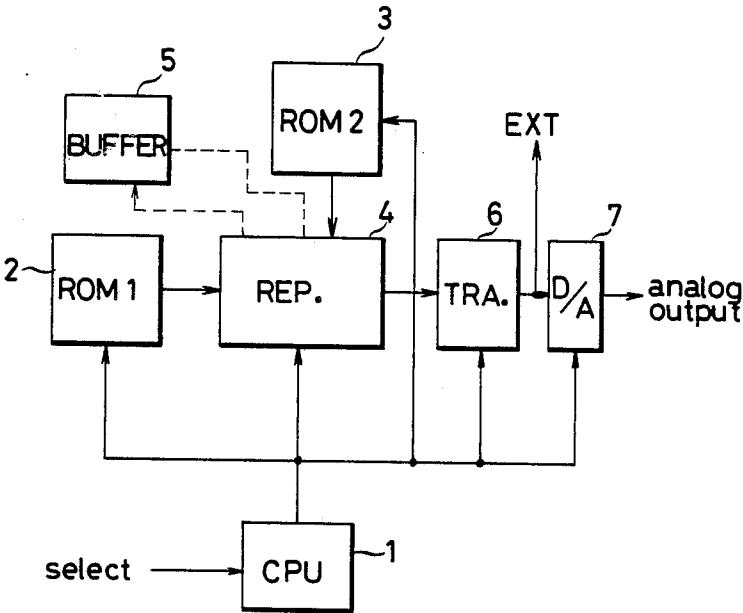 3
5
ROM 2
EXT
BUFFER
4
6
7
2
ROM 1
REP.
TRA.
D/A
analog
output
1
select
CPU